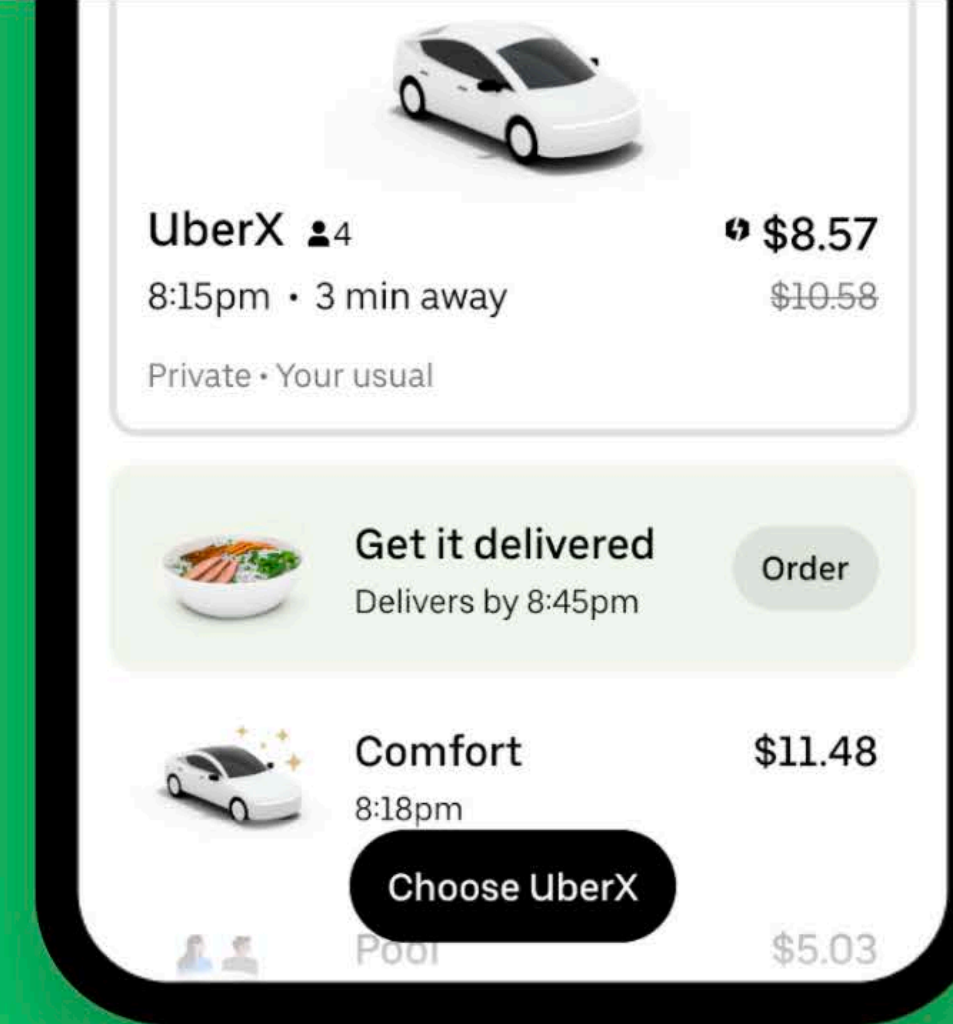 UberX 4 $8.57
8:15pm • 3 min away $10.58
Private • Your usual
Get it delivered
Delivers by 8:45pm
Order
Comfort $11.48
8:18pm
Choose UberX
Pool $5.03